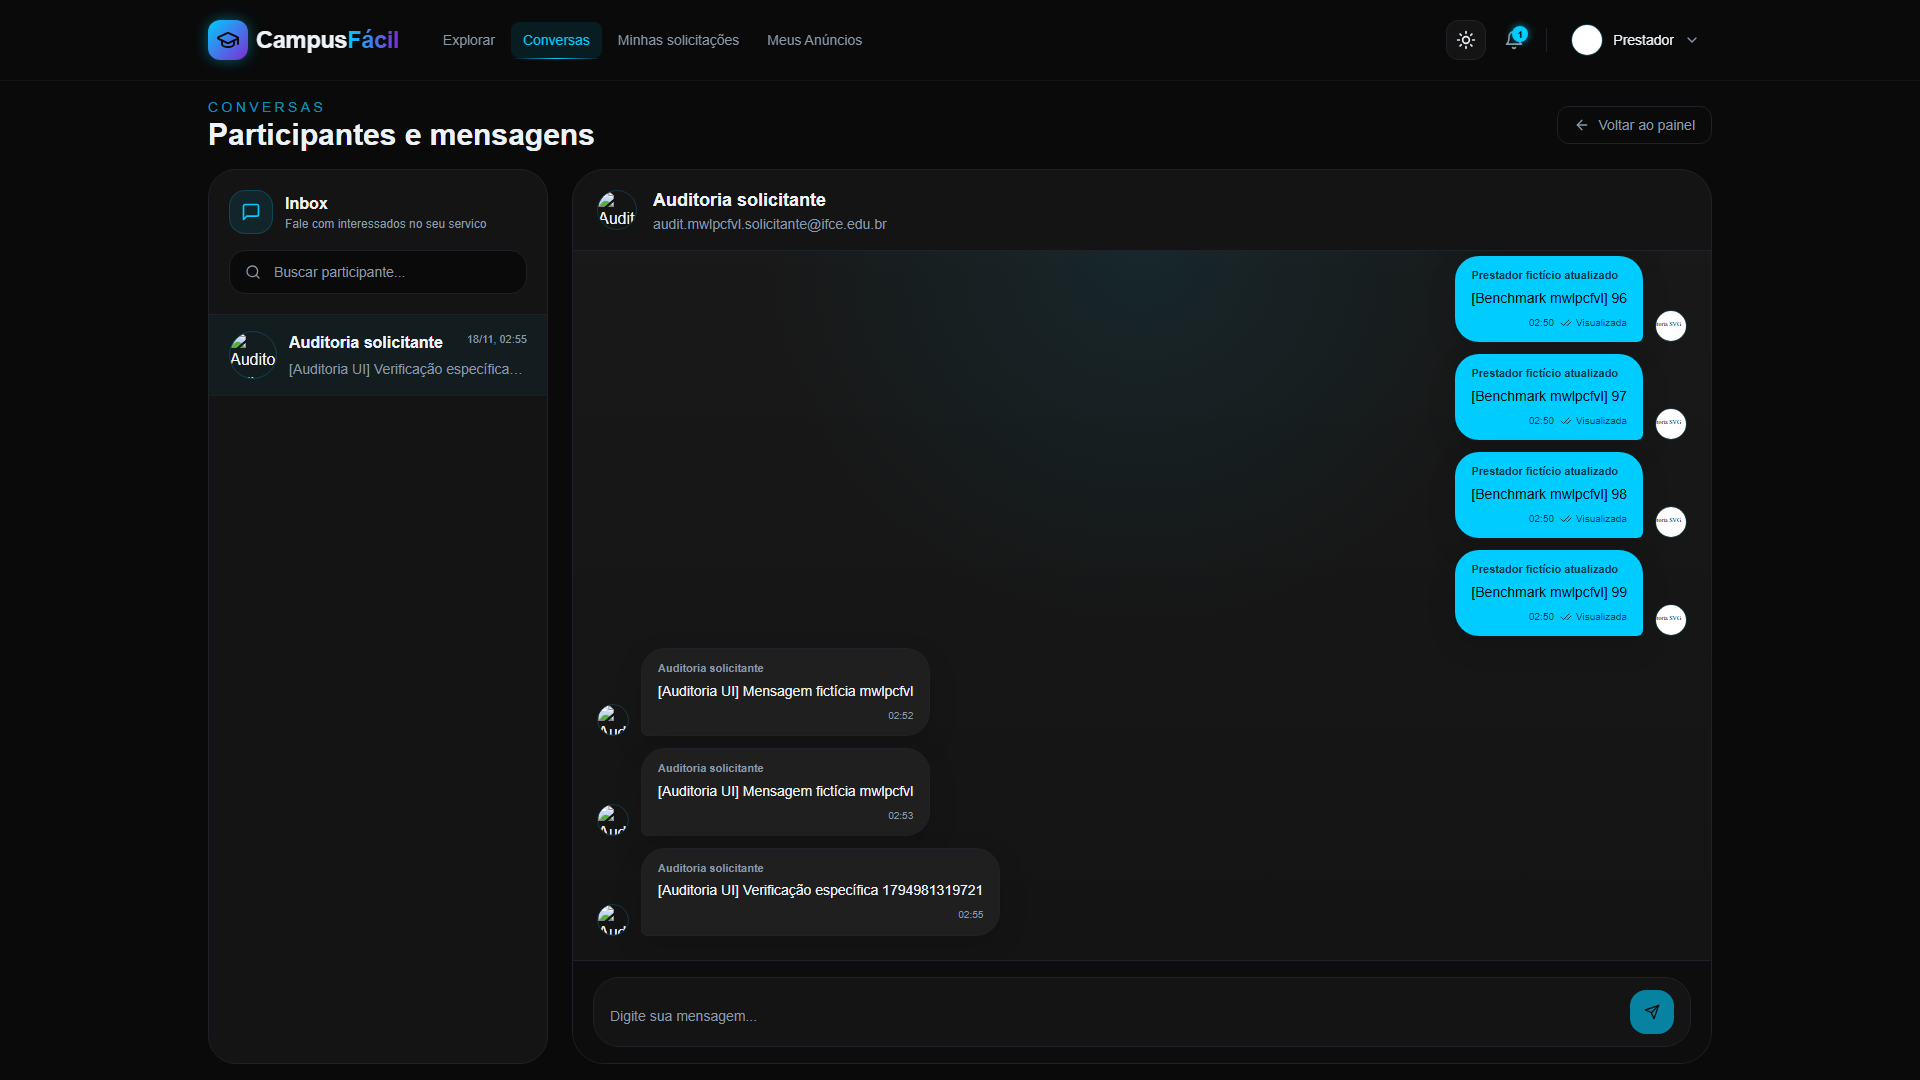 CampusFácil
Explorar
Conversas
Minhas solicitações
Meus Anúncios
1
Prestador
CONVERSAS
Participantes e mensagens
Voltar ao painel
Inbox
Fale com interessados no seu servico
Buscar participante...
Audito
Auditoria solicitante
18/11, 02:55
[Auditoria UI] Verificação específica…
Audit
Auditoria solicitante
audit.mwlpcfvl.solicitante@ifce.edu.br
Prestador fictício atualizado
[Benchmark mwlpcfvl] 96
02:50 Visualizada
Prestador fictício atualizado
[Benchmark mwlpcfvl] 97
02:50 Visualizada
Prestador fictício atualizado
[Benchmark mwlpcfvl] 98
02:50 Visualizada
Prestador fictício atualizado
[Benchmark mwlpcfvl] 99
02:50 Visualizada
Auditoria solicitante
[Auditoria UI] Mensagem fictícia mwlpcfvl
02:52
Auditoria solicitante
[Auditoria UI] Mensagem fictícia mwlpcfvl
02:53
Auditoria solicitante
[Auditoria UI] Verificação específica 1794981319721
02:55
Digite sua mensagem...